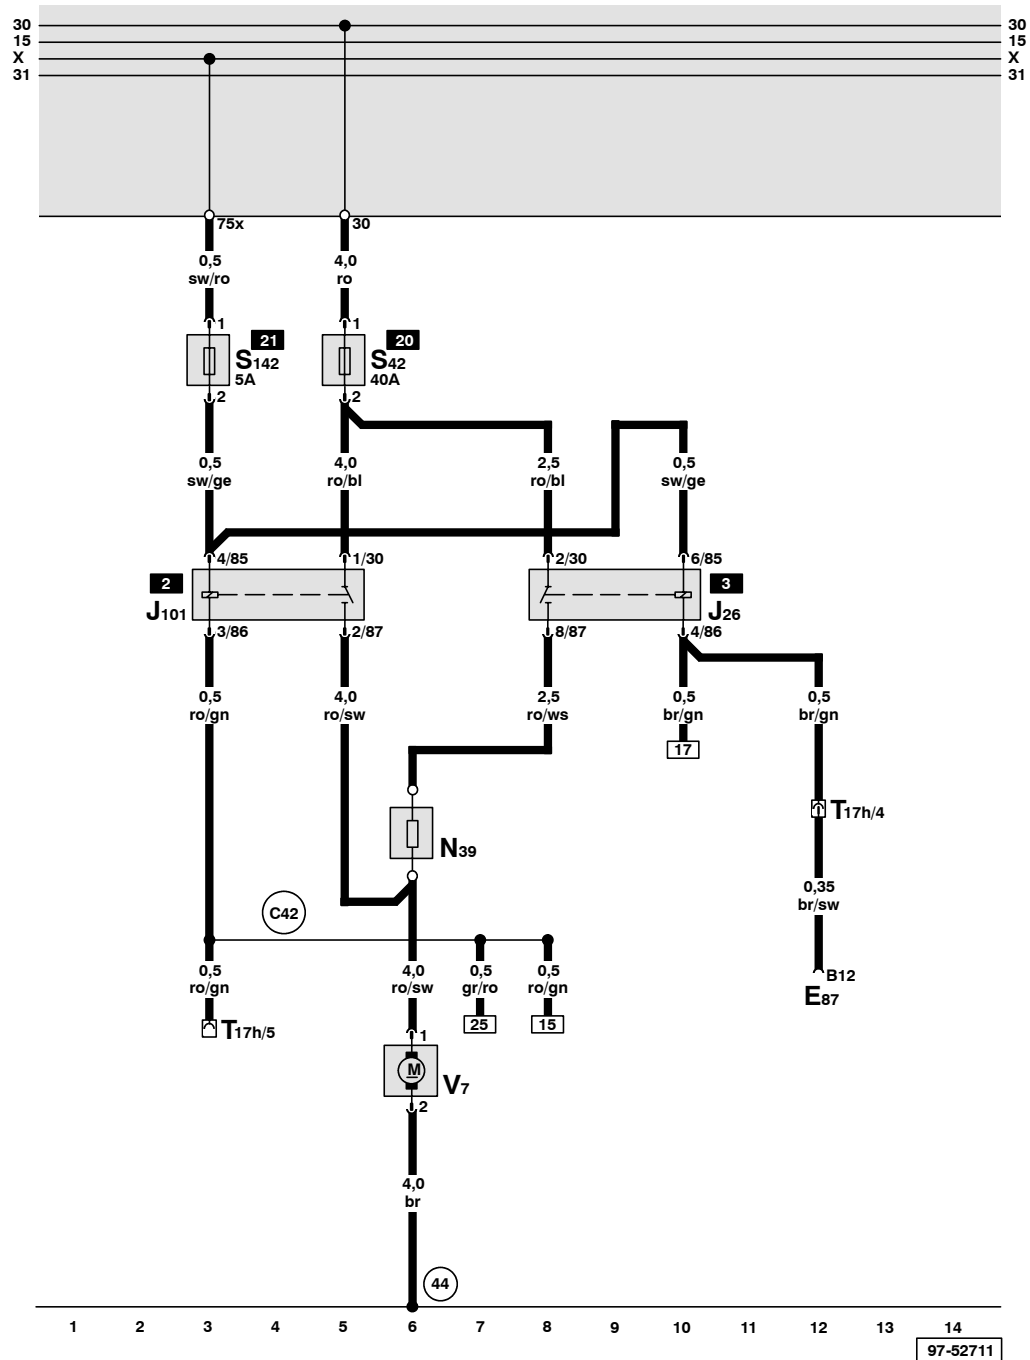 30 30
15 15
X X
31 31
75x 30
0,5 4,0
sw/ro ro
1 1
21 20
S142 S42
5A 40A
2 2
0,5 4,0 2,5 0,5
sw/ge ro/bl ro/bl sw/ge
4/85 1/30 2/30 6/85
2 3
J101 J26
3/86 2/87 8/87 4/86
0,5 4,0 2,5 0,5 0,5
ro/gn ro/sw ro/ws br/gn br/gn
17
T17h/4
N39
0,35
br/sw
C42
0,5 4,0 0,5 0,5
ro/gn ro/sw gr/ro ro/gn
B12
E87
25 15
T17h/5
1
M
V7
2
4,0
br
44
1 2 3 4 5 6 7 8 9 10 11 12 13 14
97-52711